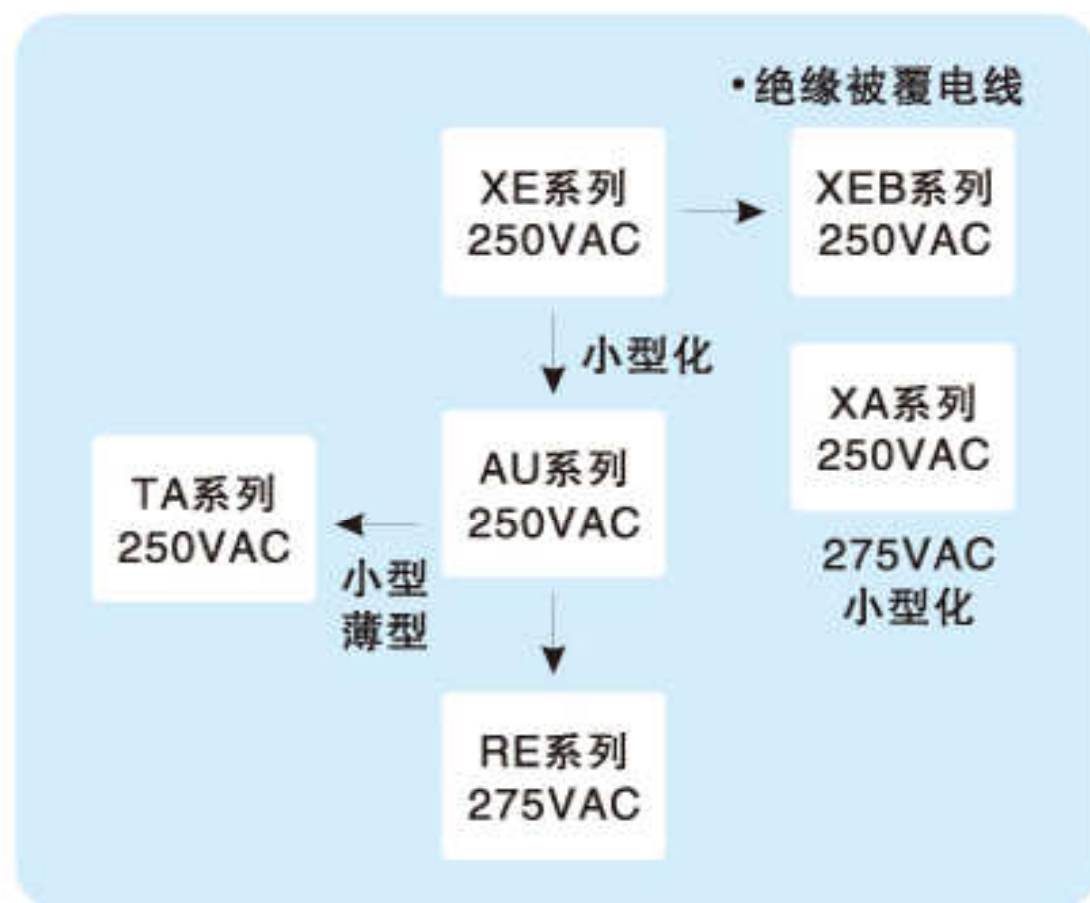 •绝缘被覆电线
XE系列
250VAC
XEB系列
250VAC
小型化
XA系列
250VAC
AU系列
250VAC
TA系列
250VAC
275VAC
小型化
小型
薄型
RE系列
275VAC